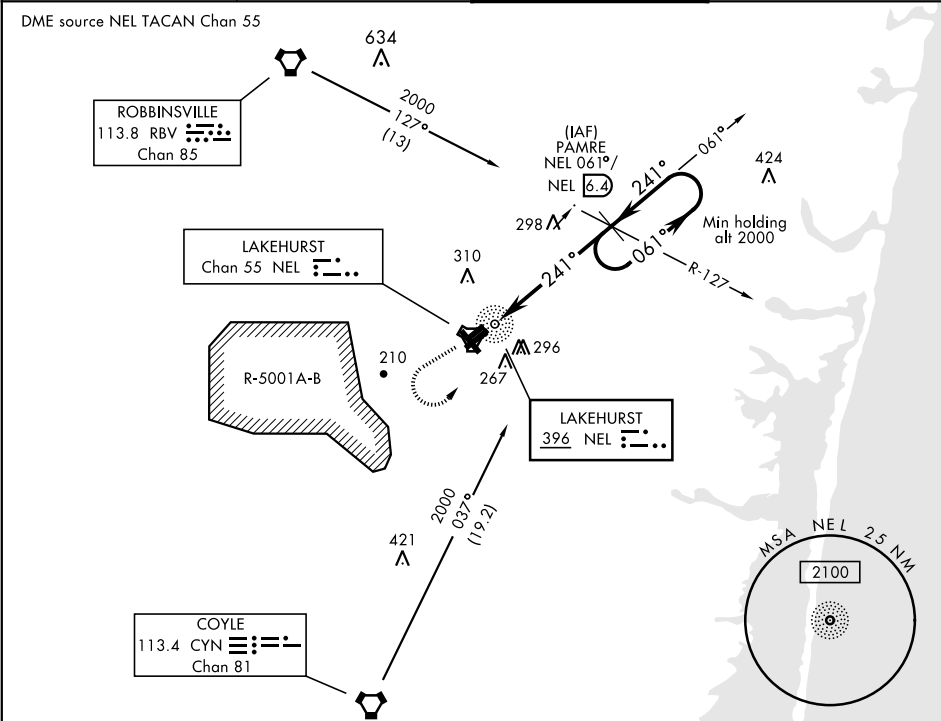 DME source NEL TACAN Chan 55
634
ROBBINSVILLE
113.8 RBV
Chan 85
2000
127°
(13)
(IAF)
PAMRE
NEL 061°/
NEL 6.4
061°
241°
424
298
Min holding
alt 2000
061°
R-127
LAKEHURST
Chan 55 NEL
310
241°
R-5001A-B
210
296
267
LAKEHURST
396 NEL
2000
037°
(19.2)
421
MSA NEL 25 NM
2100
COYLE
113.4 CYN
Chan 81